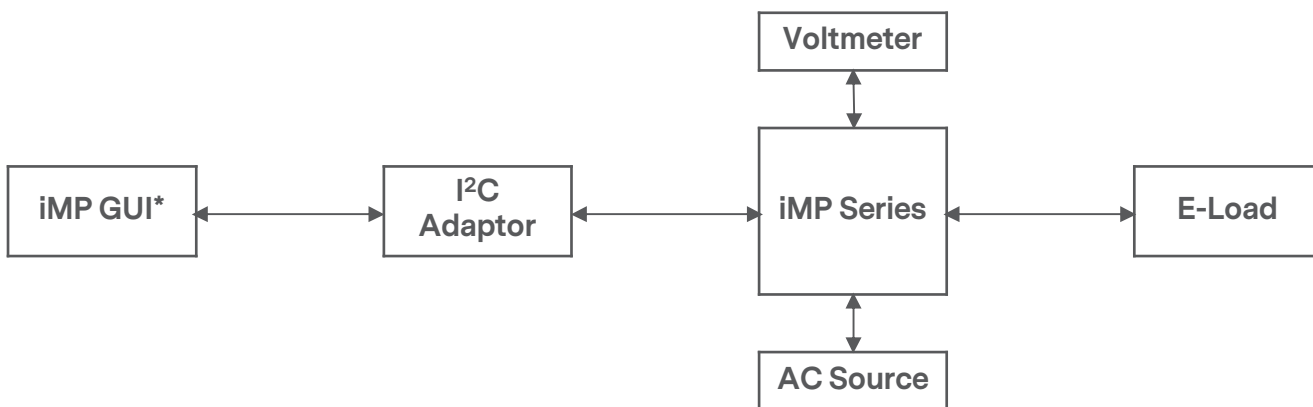 Voltmeter
iMP GUI*
I²C
Adaptor
iMP Series
E-Load
AC Source